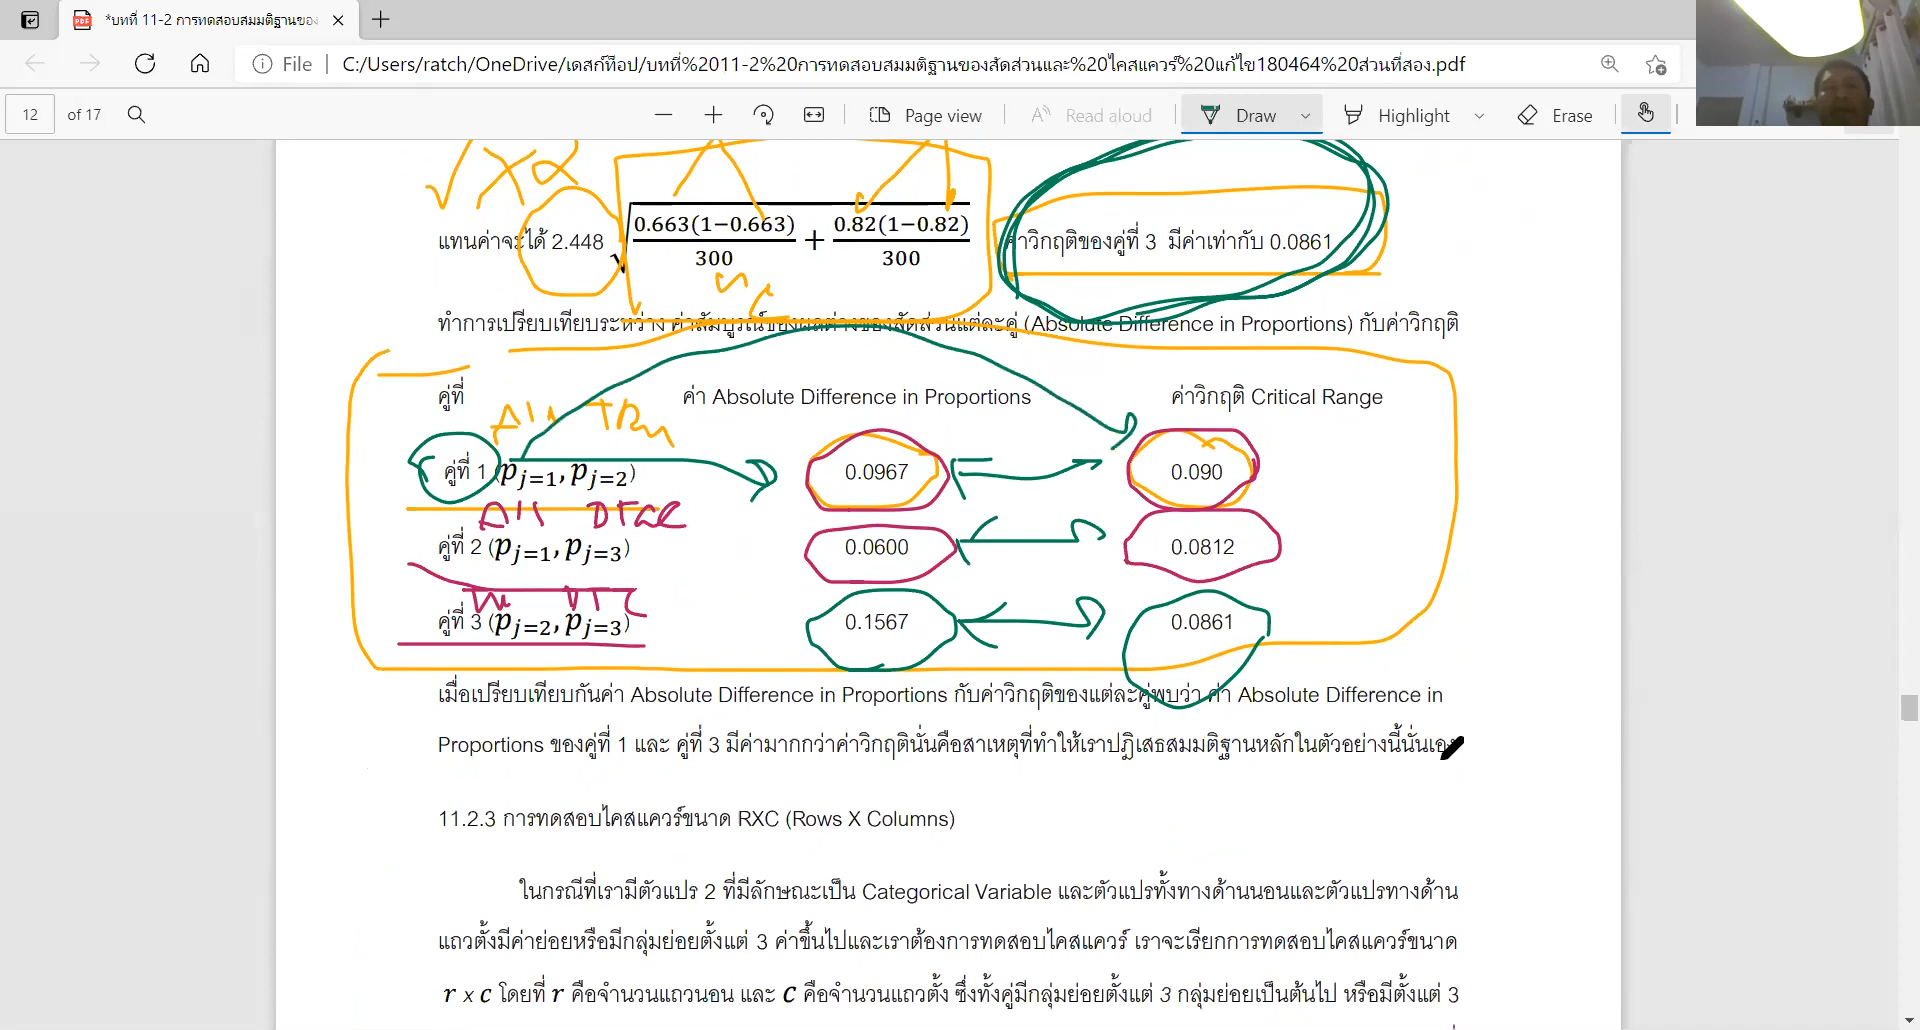 *บทที่ 11-2 การทดสอบสมมติฐานของ
File
C:/Users/ratch/OneDrive/เดสก์ท็อป/บทที่%2011-2%20การทดสอบสมมติฐานของสัดส่วนและ%20ไคสแควร์%20แก้ไข180464%20ส่วนที่สอง.pdf
12 of 17
Page view
Read aloud
Draw
Highlight
Erase
แทนค่าจะได้ 2.448 √ 0.663(1−0.663)/300 + 0.82(1−0.82)/300 ค่าวิกฤติของคู่ที่ 3 มีค่าเท่ากับ 0.0861
ทำการเปรียบเทียบระหว่าง ค่าสัมบูรณ์ของผลต่างของสัดส่วนแต่ละคู่ (Absolute Difference in Proportions) กับค่าวิกฤติ
คู่ที่ ค่า Absolute Difference in Proportions ค่าวิกฤติ Critical Range
คู่ที่ 1 (p j=1, p j=2) 0.0967 0.090
คู่ที่ 2 (p j=1, p j=3) 0.0600 0.0812
คู่ที่ 3 (p j=2, p j=3) 0.1567 0.0861
เมื่อเปรียบเทียบกันค่า Absolute Difference in Proportions กับค่าวิกฤติของแต่ละคู่พบว่า ค่า Absolute Difference in
Proportions ของคู่ที่ 1 และ คู่ที่ 3 มีค่ามากกว่าค่าวิกฤตินั่นคือสาเหตุที่ทำให้เราปฏิเสธสมมติฐานหลักในตัวอย่างนี้นั่นเอง
11.2.3 การทดสอบไคสแควร์ขนาด RXC (Rows X Columns)
ในกรณีที่เรามีตัวแปร 2 ที่มีลักษณะเป็น Categorical Variable และตัวแปรทั้งทางด้านนอนและตัวแปรทางด้าน
แถวตั้งมีค่าย่อยหรือมีกลุ่มย่อยตั้งแต่ 3 ค่าขึ้นไปและเราต้องการทดสอบไคสแควร์ เราจะเรียกการทดสอบไคสแควร์ขนาด
r x c โดยที่ r คือจำนวนแถวนอน และ c คือจำนวนแถวตั้ง ซึ่งทั้งคู่มีกลุ่มย่อยตั้งแต่ 3 กลุ่มย่อยเป็นต้นไป หรือมีตั้งแต่ 3